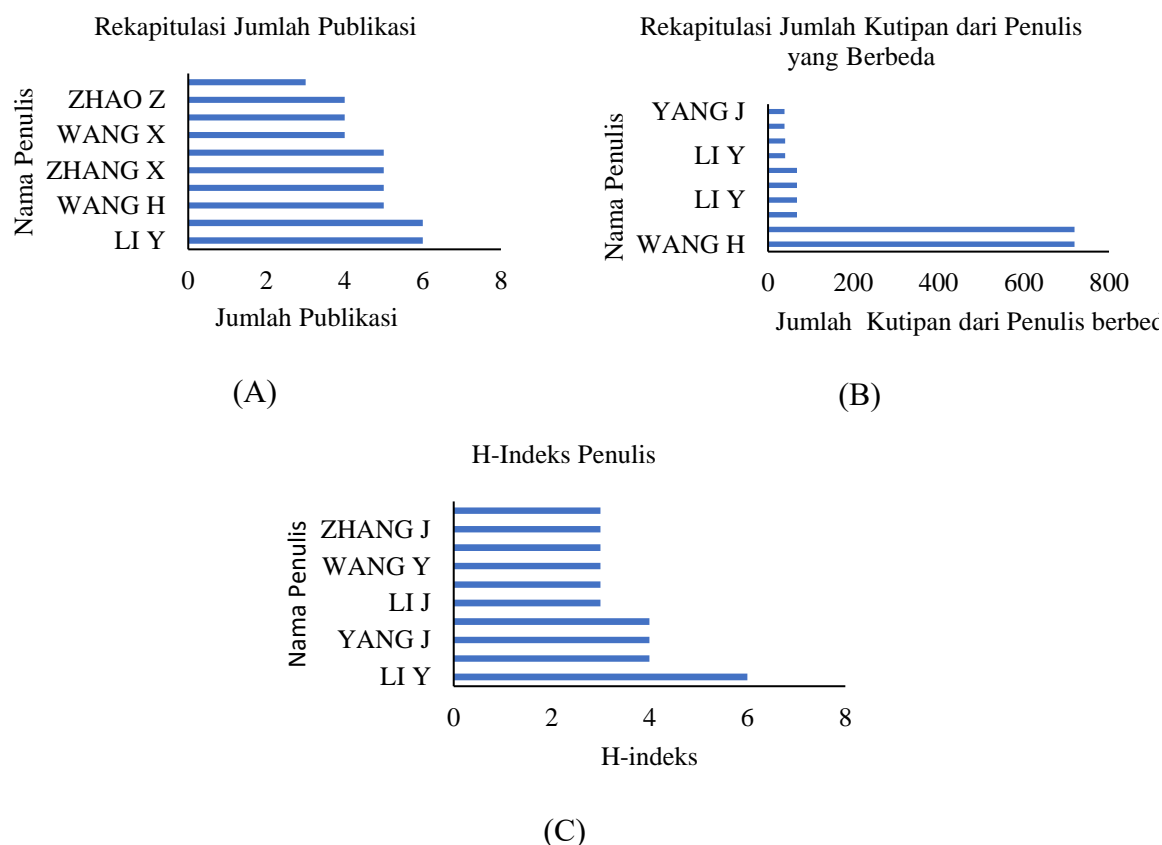 Rekapitulasi Jumlah Publikasi
Nama Penulis
ZHAO Z
WANG X
ZHANG X
WANG H
LI Y
0 2 4 6 8
Jumlah Publikasi
(A)
Rekapitulasi Jumlah Kutipan dari Penulis
yang Berbeda
Nama Penulis
YANG J
LI Y
LI Y
WANG H
0 200 400 600 800
Jumlah Kutipan dari Penulis berbed
(B)
H-Indeks Penulis
Nama Penulis
ZHANG J
WANG Y
LI J
YANG J
LI Y
0 2 4 6 8
H-indeks
(C)